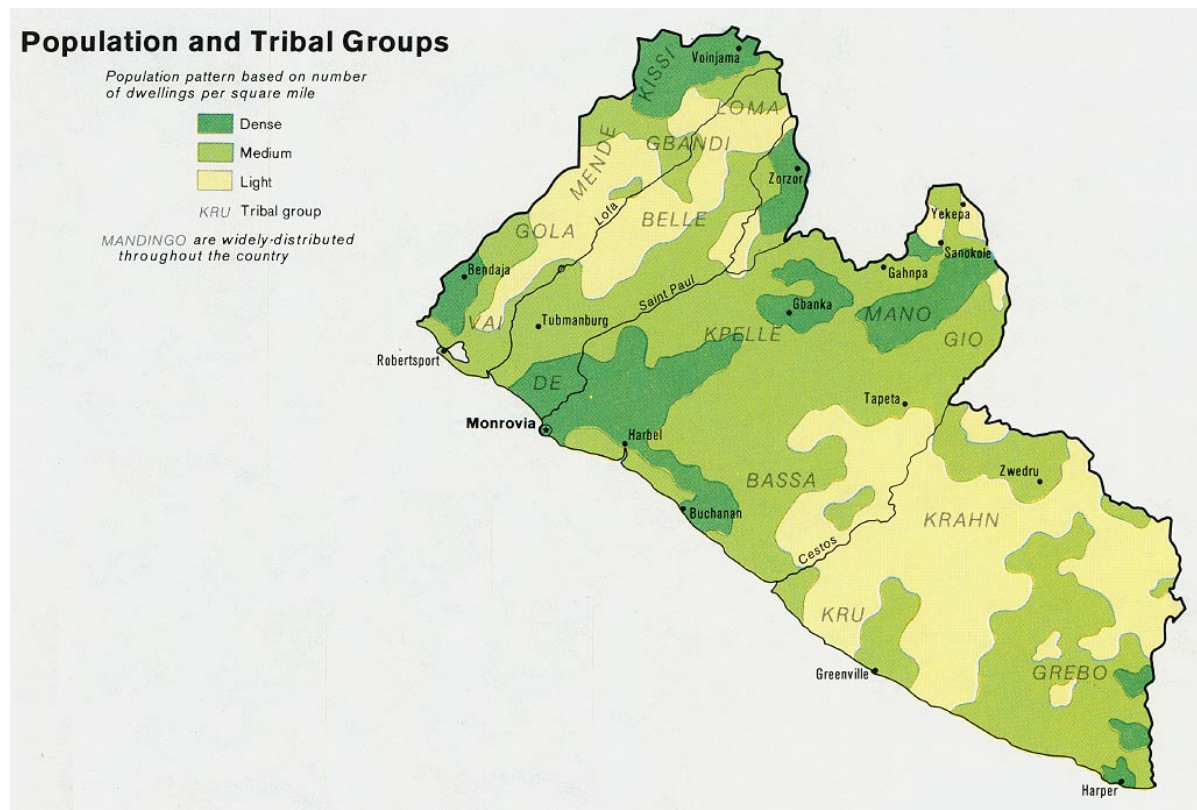 Population and Tribal Groups
Population pattern based on number
of dwellings per square mile
Dense
Medium
Light
KRU Tribal group
MANDINGO are widely-distributed
throughout the country
Voinjama
KISSI
LOMA
GBANDI
MENDE
Zorzor
Lofa
BELLE
GOLA
Yekepa
Sanokole
Bendaja
Gahnpa
Saint Paul
Gbanka
MANO
VAI
Tubmanburg
KPELLE
GIO
Robertsport
DE
Tapeta
Monrovia
Harbel
Zwedru
BASSA
Buchanan
KRAHN
Cestos
KRU
Greenville
GREBO
Harper